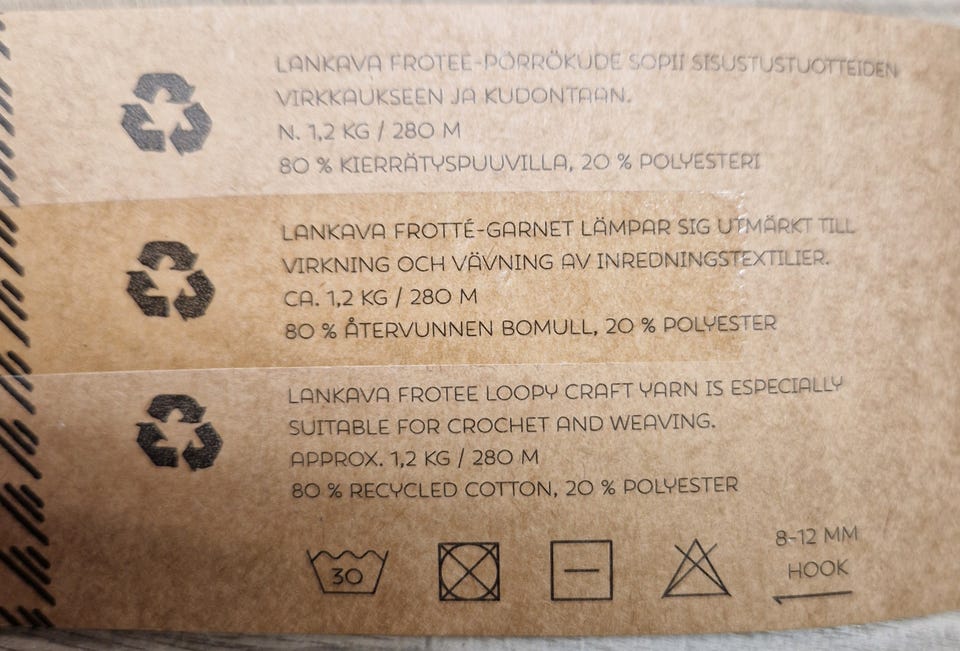 LANKAVA FROTEE-PÖRRÖKUDE SOPII SISUSTUSTUOTTEIDEN
VIRKKAUKSEEN JA KUDONTAAN.
N. 1,2 KG / 280 M
80 % KIERRÄTYSPUUVILLA, 20 % POLYESTERI
LANKAVA FROTTÉ-GARNET LÄMPAR SIG UTMÄRKT TILL
VIRKNING OCH VÄVNING AV INREDNINGSTEXTILIER.
CA. 1,2 KG / 280 M
80 % ÅTERVUNNEN BOMULL, 20 % POLYESTER
LANKAVA FROTEE LOOPY CRAFT YARN IS ESPECIALLY
SUITABLE FOR CROCHET AND WEAVING.
APPROX. 1,2 KG / 280 M
80 % RECYCLED COTTON, 20 % POLYESTER
30
8-12 MM
HOOK